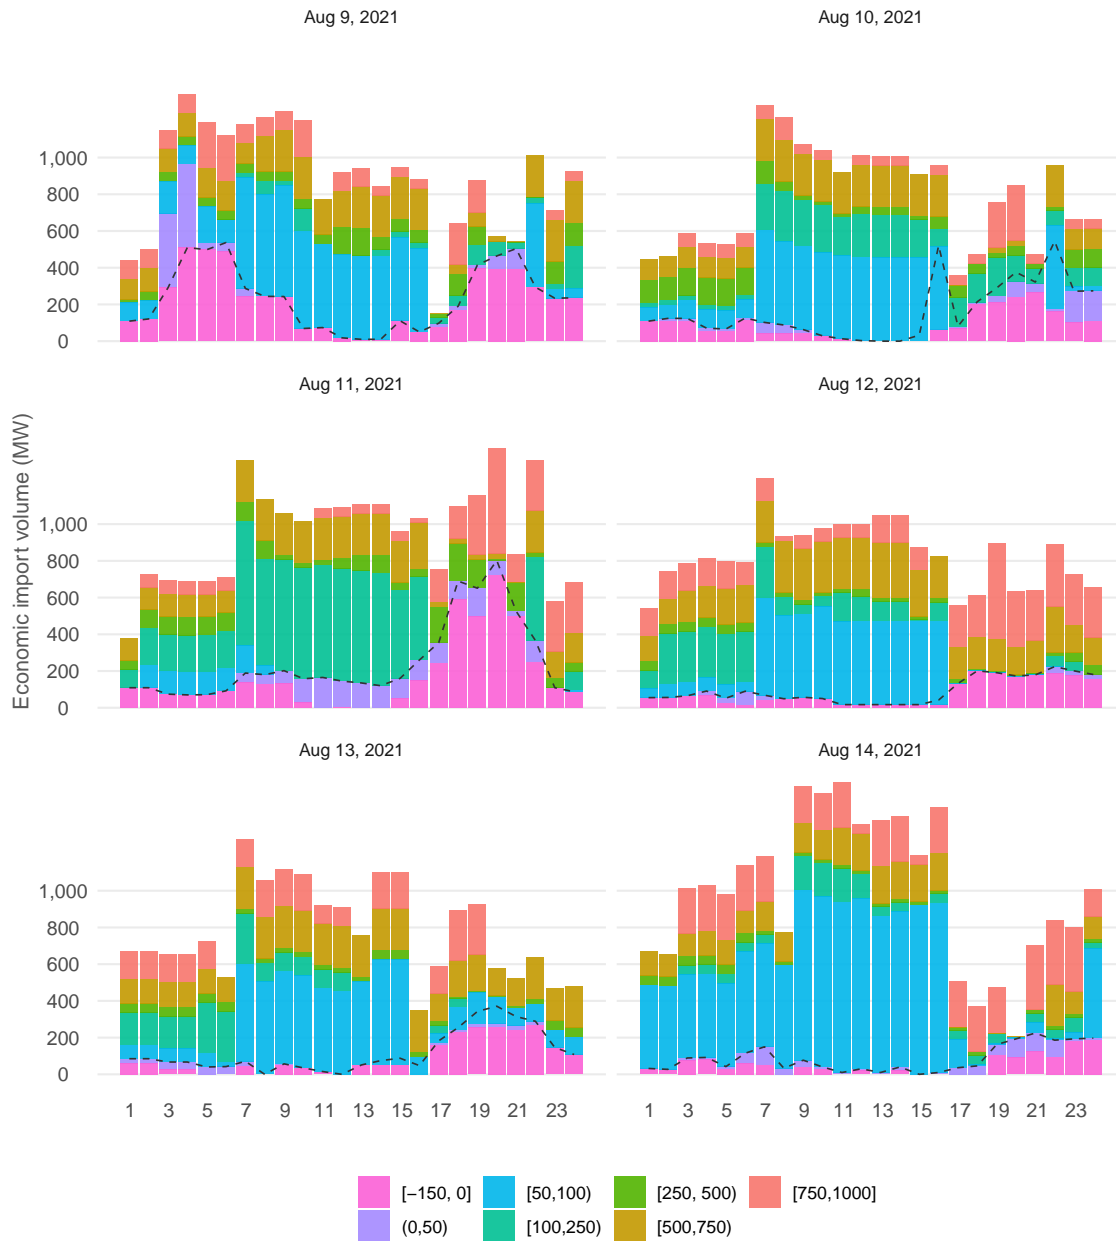 Aug 9, 2021
Aug 10, 2021
1,000
800
600
400
200
0
Aug 11, 2021
Aug 12, 2021
Economic import volume (MW)
1,000
800
600
400
200
0
Aug 13, 2021
Aug 14, 2021
1,000
800
600
400
200
0
1 3 5 7 9 11 13 15 17 19 21 23
1 3 5 7 9 11 13 15 17 19 21 23
[−150, 0] [50,100) [250, 500) [750,1000]
(0,50) [100,250) [500,750)